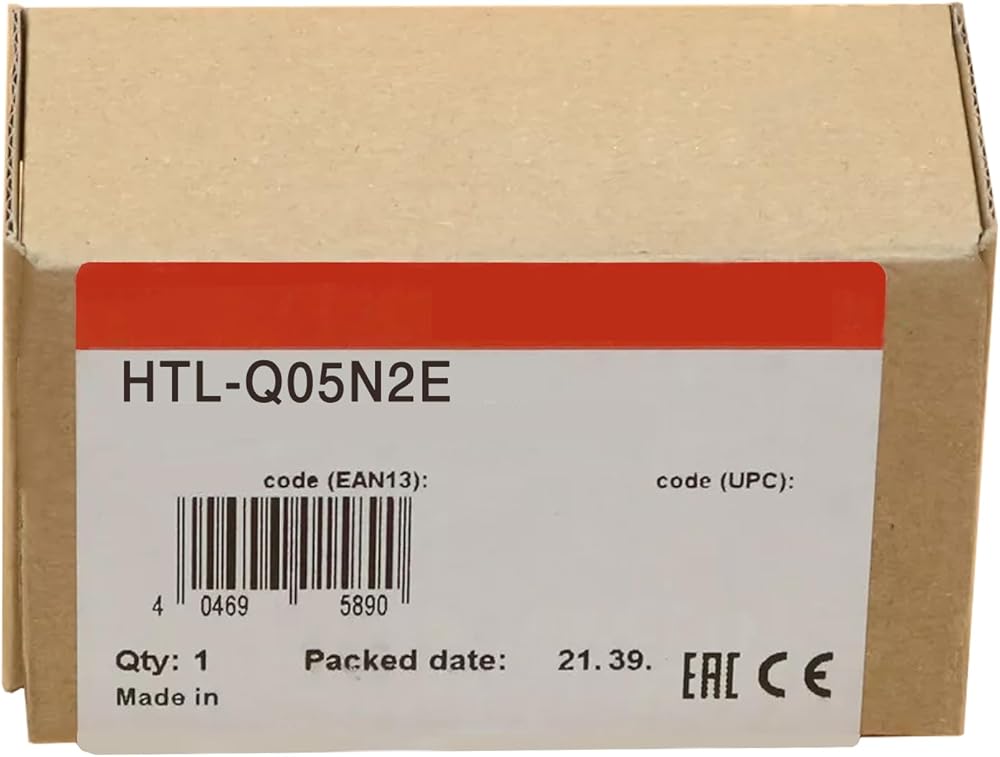 HTL-Q05N2E
code (EAN13):
code (UPC):
4 0469 5890
Qty: 1 Packed date: 21. 39.
EAC CE
Made in